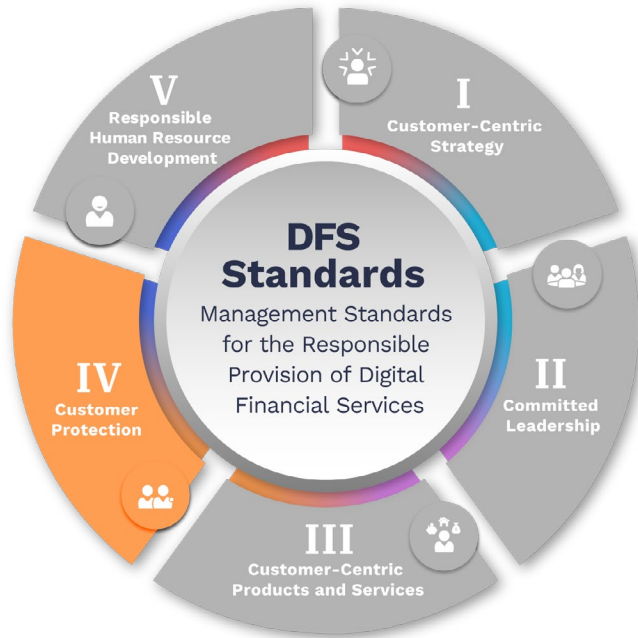 DFS
Standards
Management Standards
for the Responsible
Provision of Digital
Financial Services
I
Customer-Centric
Strategy
II
Committed
Leadership
III
Customer-Centric
Products and Services
IV
Customer
Protection
V
Responsible
Human Resource
Development